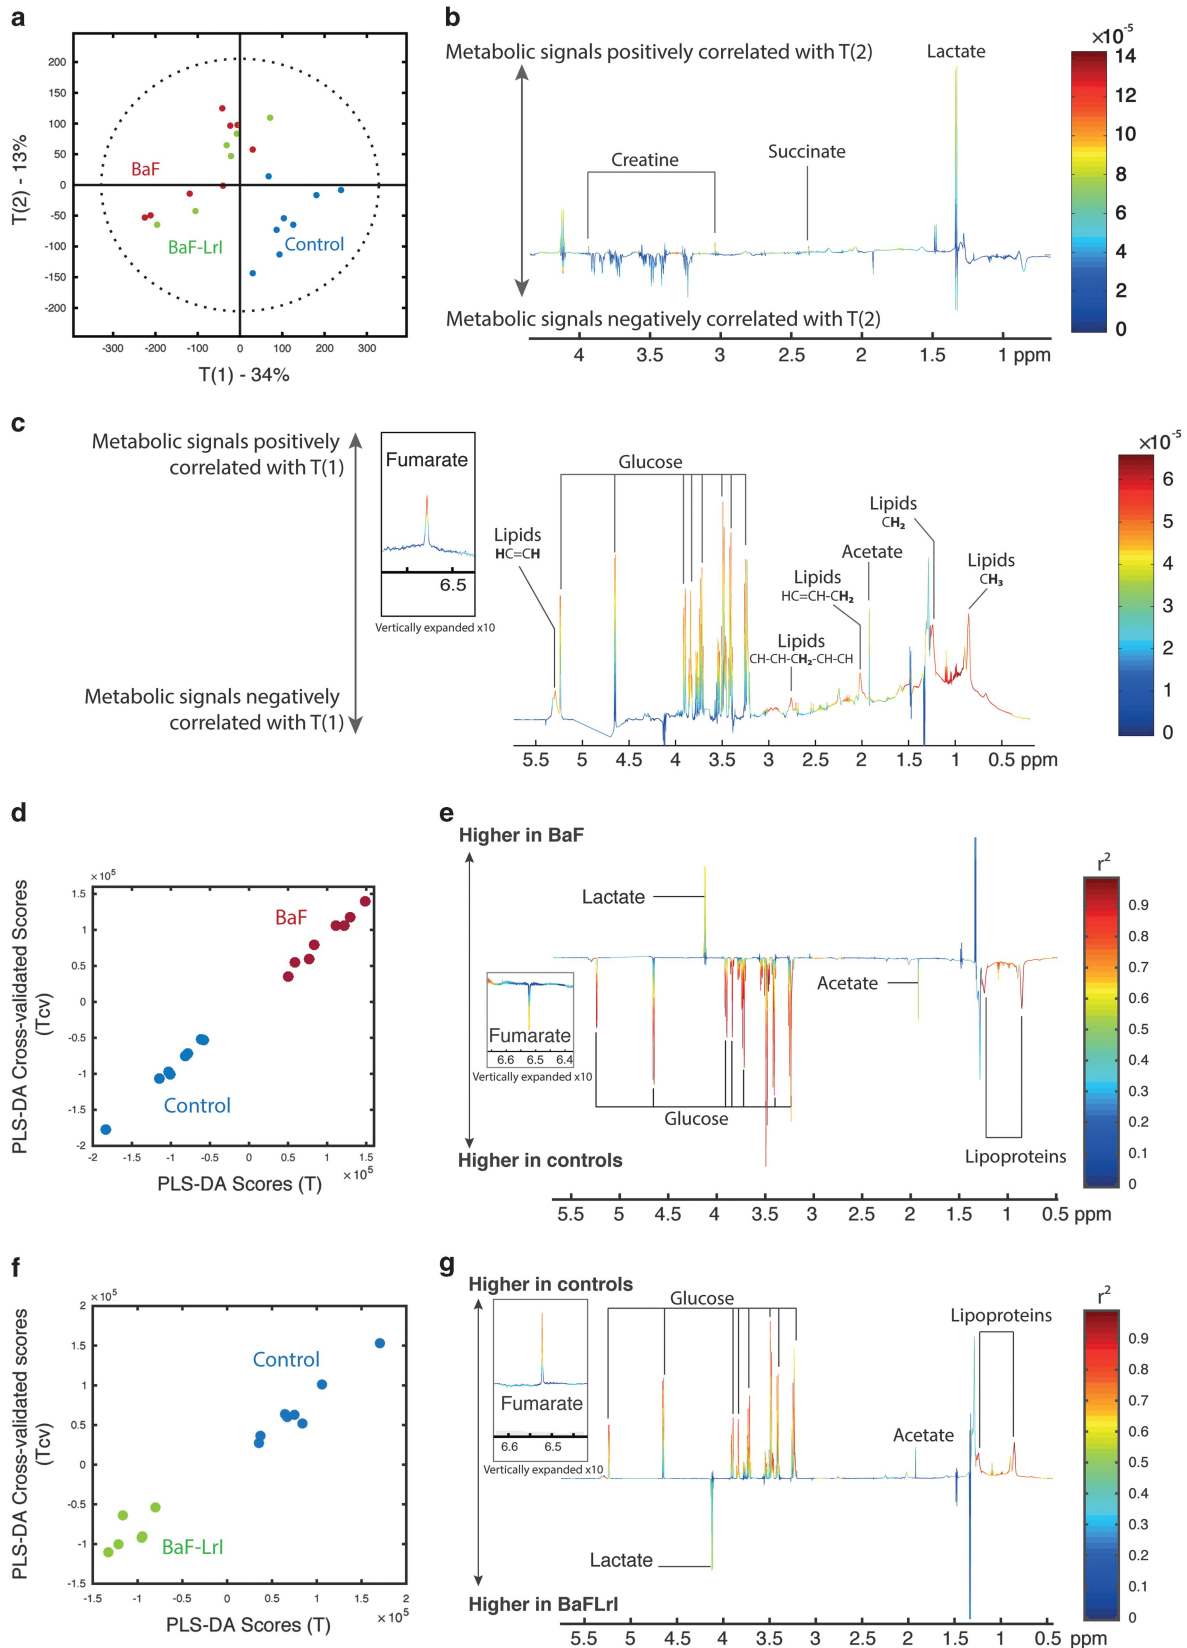 a
200
150
100
50
0
-50
-100
-150
-200
T(2) - 13%
BaF
BaF-LrI
Control
-300 -200 -100 0 100 200 300
T(1) - 34%
b
Metabolic signals positively correlated with T(2)
Lactate
Creatine
Succinate
Metabolic signals negatively correlated with T(2)
4 3.5 3 2.5 2 1.5 1 ppm
×10-5
14
12
10
8
6
4
2
0
c
Metabolic signals positively
correlated with T(1)
Metabolic signals negatively
correlated with T(1)
Fumarate
6.5
Vertically expanded x10
Lipids
HC=CH
Glucose
Lipids
CH-CH-CH2-CH-CH
Lipids
HC=CH-CH2
Acetate
Lipids
CH2
Lipids
CH3
5.5 5 4.5 4 3.5 3 2.5 2 1.5 1 0.5 ppm
×10-5
6
5
4
3
2
1
0
d
×105
1.5
1
0.5
0
-0.5
-1
-1.5
-2
PLS-DA Cross-validated Scores
(Tcv)
BaF
Control
-2 -1.5 -1 -0.5 0 0.5 1 1.5
×105
PLS-DA Scores (T)
e
Higher in BaF
Lactate
Acetate
Fumarate
6.6 6.5 6.4
Vertically expanded x10
Glucose
Higher in controls
Lipoproteins
5.5 5 4.5 4 3.5 3 2.5 2 1.5 1 0.5 ppm
r2
0.9
0.8
0.7
0.6
0.5
0.4
0.3
0.2
0.1
0
f
×105
2
1.5
1
0.5
0
-0.5
-1
-1.5
PLS-DA Cross-validated scores
(Tcv)
Control
BaF-LrI
-1.5 -1 -0.5 0 0.5 1 1.5 2
×105
PLS-DA Scores (T)
g
Higher in controls
Fumarate
6.6 6.5
Vertically expanded x10
Glucose
Lipoproteins
Acetate
Lactate
Higher in BaFLrI
5.5 5 4.5 4 3.5 3 2.5 2 1.5 1 0.5 ppm
r2
0.9
0.8
0.7
0.6
0.5
0.4
0.3
0.2
0.1
0